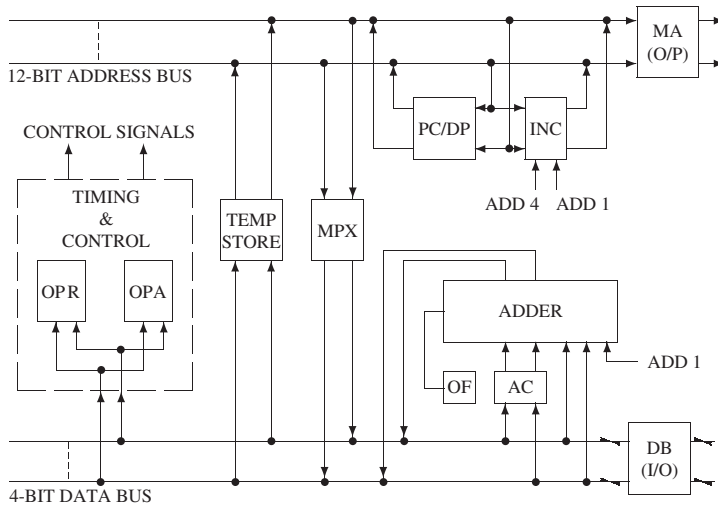 MA
(O/P)
12-BIT ADDRESS BUS
PC/DP
INC
CONTROL SIGNALS
ADD 4
ADD 1
TIMING
&
CONTROL
TEMP
STORE
MPX
OPR
OPA
ADDER
ADD 1
OF
AC
DB
(I/O)
4-BIT DATA BUS